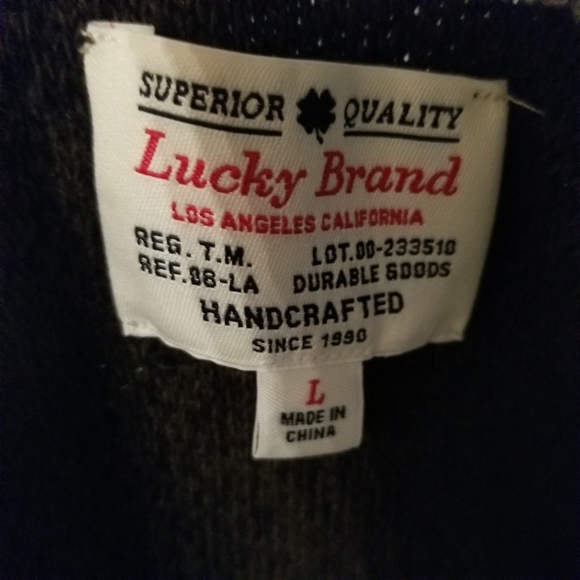 SUPERIOR QUALITY
Lucky Brand
LOS ANGELES CALIFORNIA
REG. T.M. LOT.00-233510
REF.08-LA DURABLE GOODS
HANDCRAFTED
SINCE 1990
L
MADE IN
CHINA